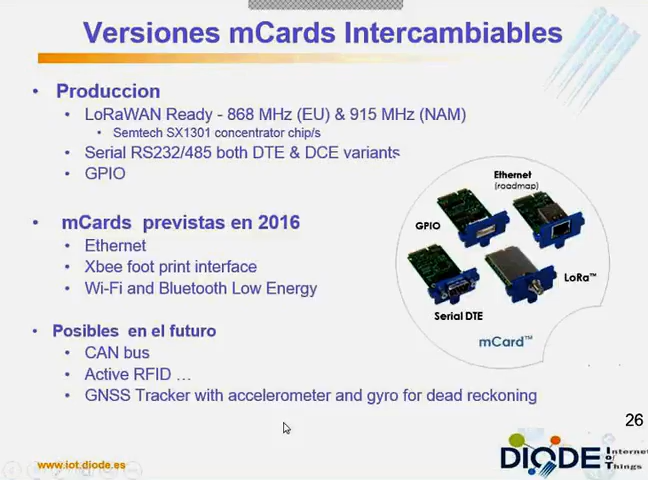 Versiones mCards Intercambiables
• Produccion
• LoRaWAN Ready - 868 MHz (EU) & 915 MHz (NAM)
• Semtech SX1301 concentrator chip/s
• Serial RS232/485 both DTE & DCE variants
• GPIO
• mCards previstas en 2016
• Ethernet
• Xbee foot print interface
• Wi-Fi and Bluetooth Low Energy
• Posibles en el futuro
• CAN bus
• Active RFID ...
• GNSS Tracker with accelerometer and gyro for dead reckoning
Ethernet
(roadmap)
GPIO
LoRa™
Serial DTE
mCard™
26
www.iot.diode.es
DIODE
Internet
of
Things